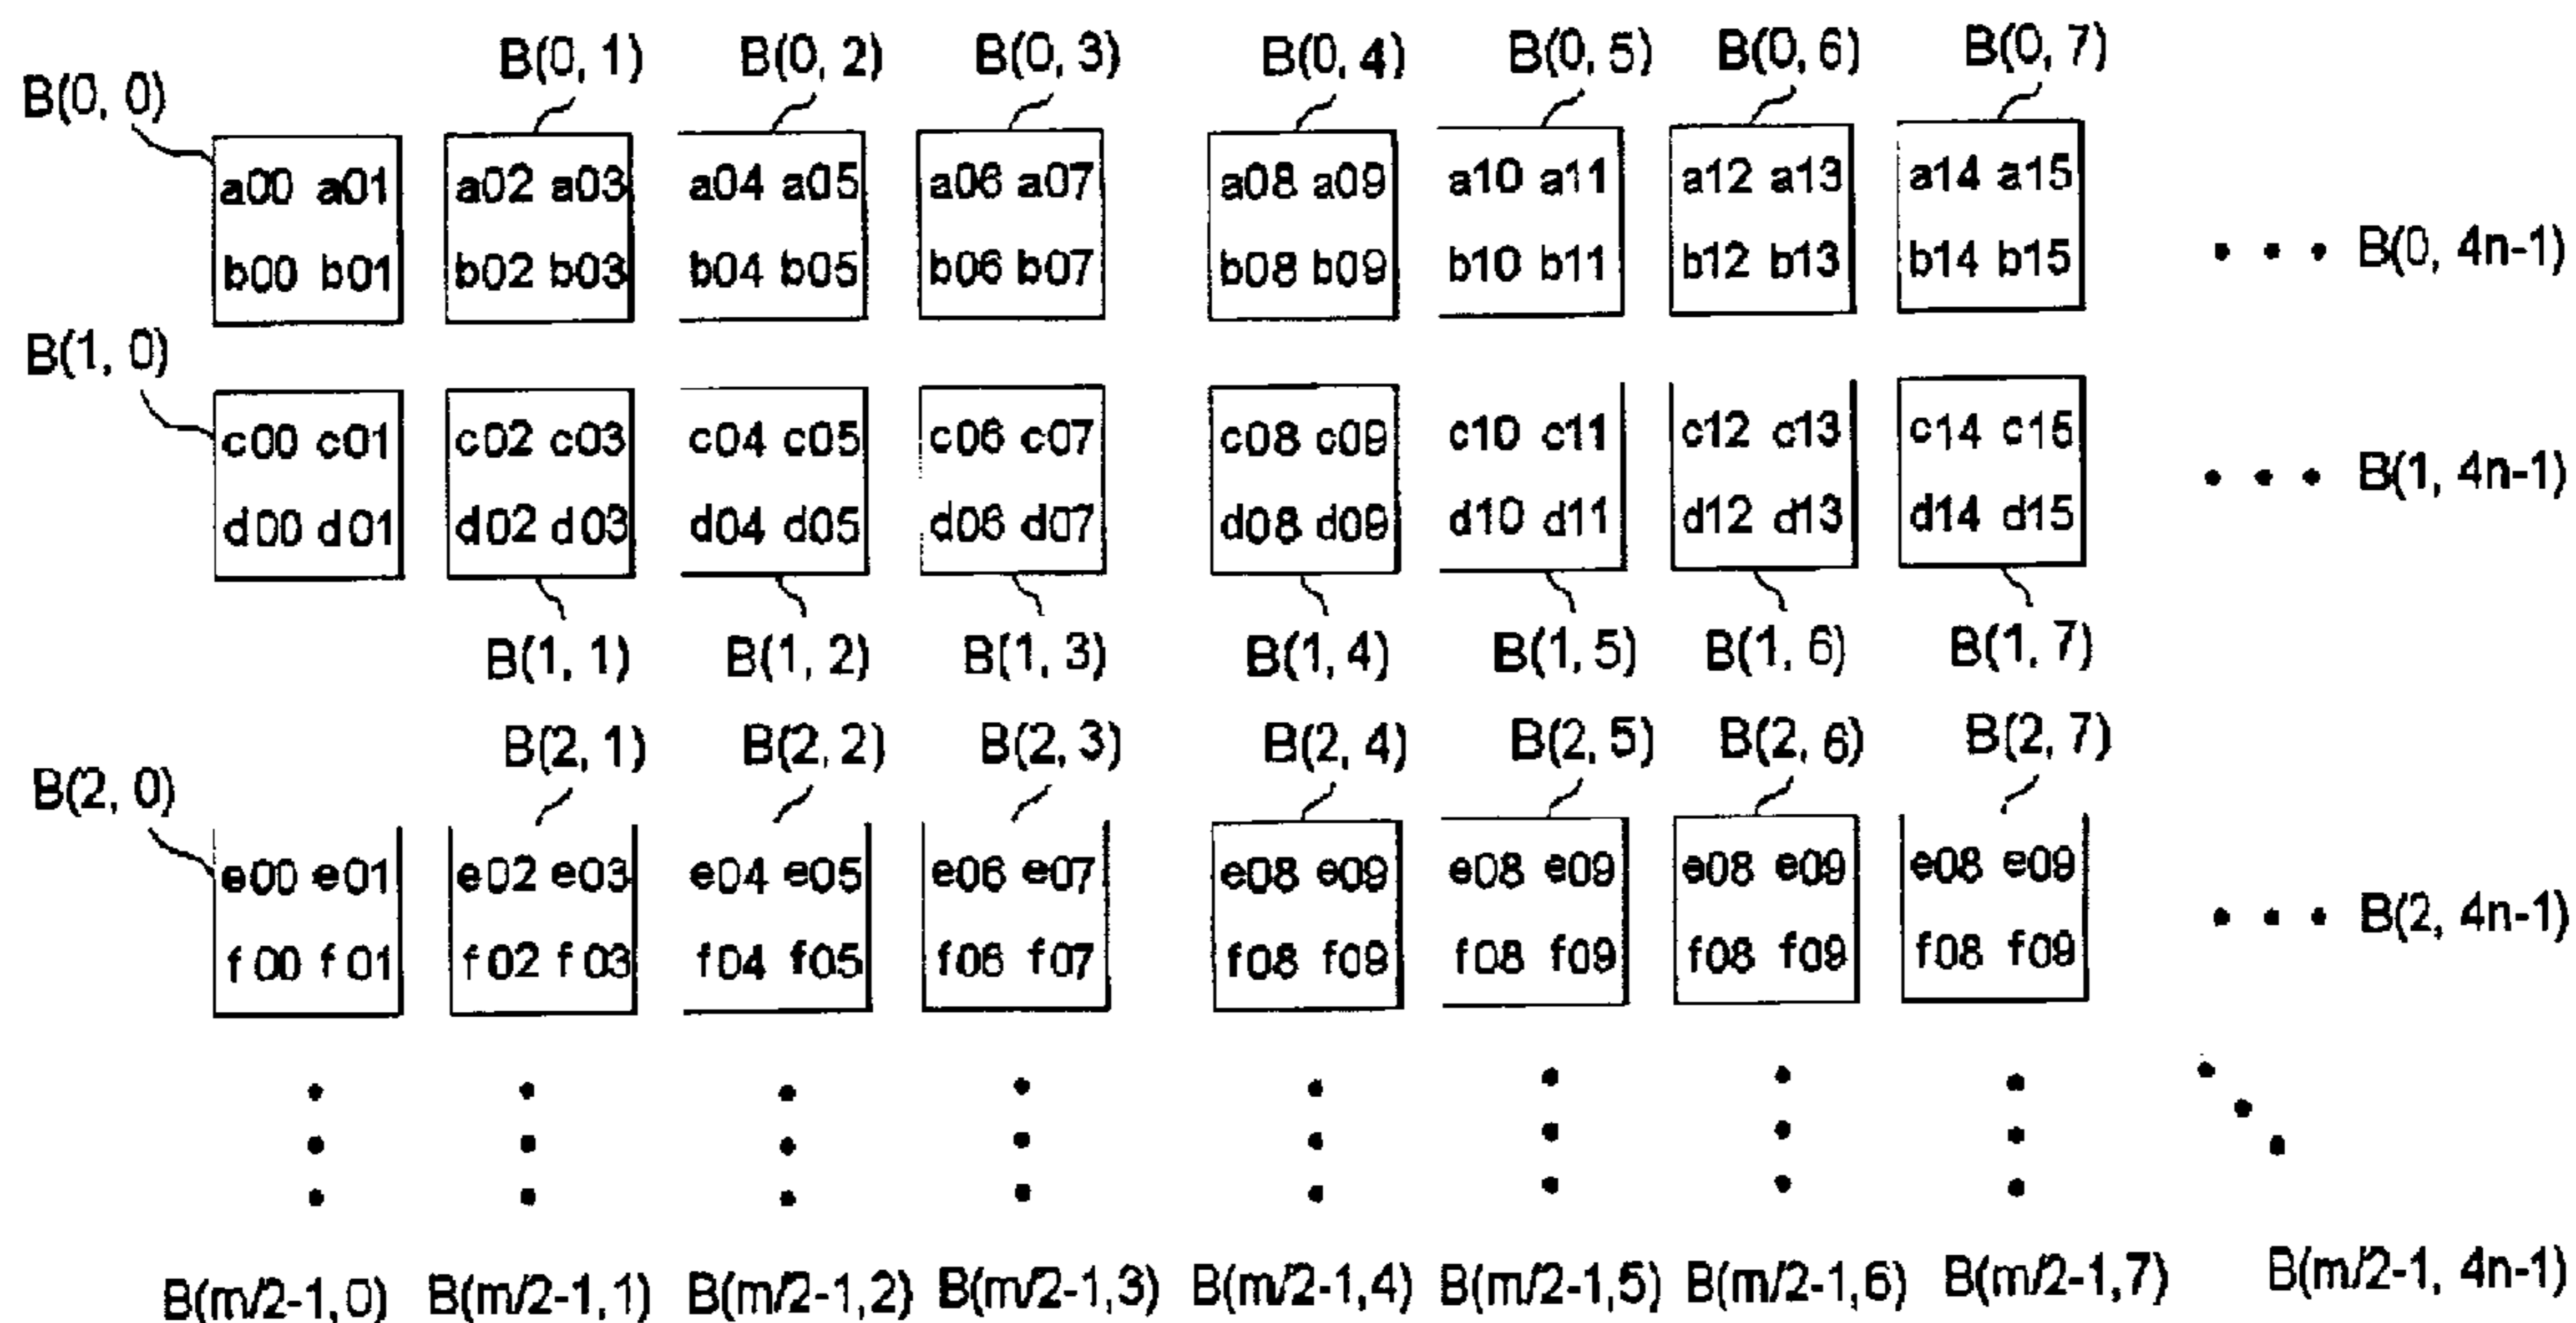 B(0, 0) B(0, 1) B(0, 2) B(0, 3) B(0, 4) B(0, 5) B(0, 6) B(0, 7)
a00 a01 a02 a03 a04 a05 a06 a07 a08 a09 a10 a11 a12 a13 a14 a15
b00 b01 b02 b03 b04 b05 b06 b07 b08 b09 b10 b11 b12 b13 b14 b15 • • • B(0, 4n-1)
B(1, 0)
c00 c01 c02 c03 c04 c05 c06 c07 c08 c09 c10 c11 c12 c13 c14 c15 • • • B(1, 4n-1)
d00 d01 d02 d03 d04 d05 d06 d07 d08 d09 d10 d11 d12 d13 d14 d15
B(1, 1) B(1, 2) B(1, 3) B(1, 4) B(1, 5) B(1, 6) B(1, 7)
B(2, 0) B(2, 1) B(2, 2) B(2, 3) B(2, 4) B(2, 5) B(2, 6) B(2, 7)
e00 e01 e02 e03 e04 e05 e06 e07 e08 e09 e08 e09 e08 e09 e08 e09 • • • B(2, 4n-1)
f00 f01 f02 f03 f04 f05 f06 f07 f08 f09 f08 f09 f08 f09 f08 f09
B(m/2-1,0) B(m/2-1,1) B(m/2-1,2) B(m/2-1,3) B(m/2-1,4) B(m/2-1,5) B(m/2-1,6) B(m/2-1,7) B(m/2-1, 4n-1)